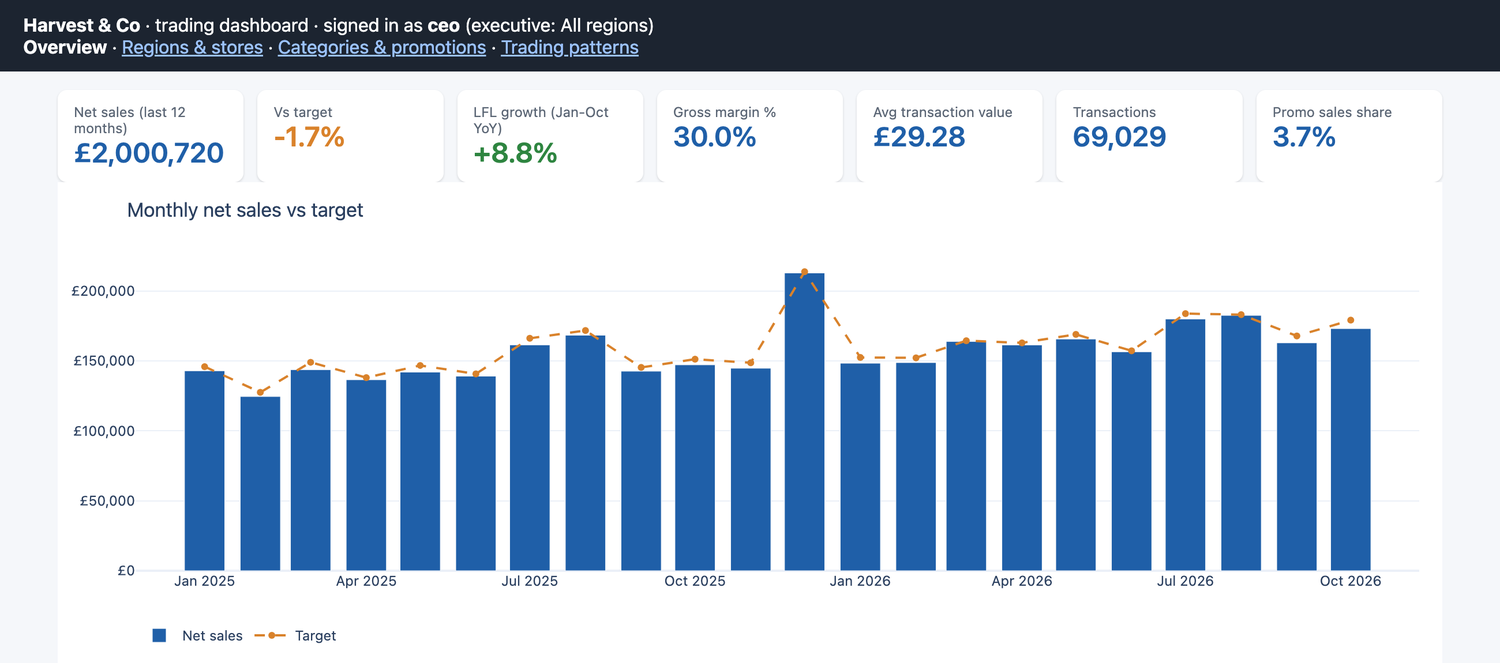 Harvest & Co · trading dashboard · signed in as ceo (executive: All regions)
Overview · Regions & stores · Categories & promotions · Trading patterns
Net sales (last 12
months)
£2,000,720
Vs target
-1.7%
LFL growth (Jan-Oct
YoY)
+8.8%
Gross margin %
30.0%
Avg transaction value
£29.28
Transactions
69,029
Promo sales share
3.7%
Monthly net sales vs target
£200,000
£150,000
£100,000
£50,000
£0
Jan 2025
Apr 2025
Jul 2025
Oct 2025
Jan 2026
Apr 2026
Jul 2026
Oct 2026
Net sales
Target